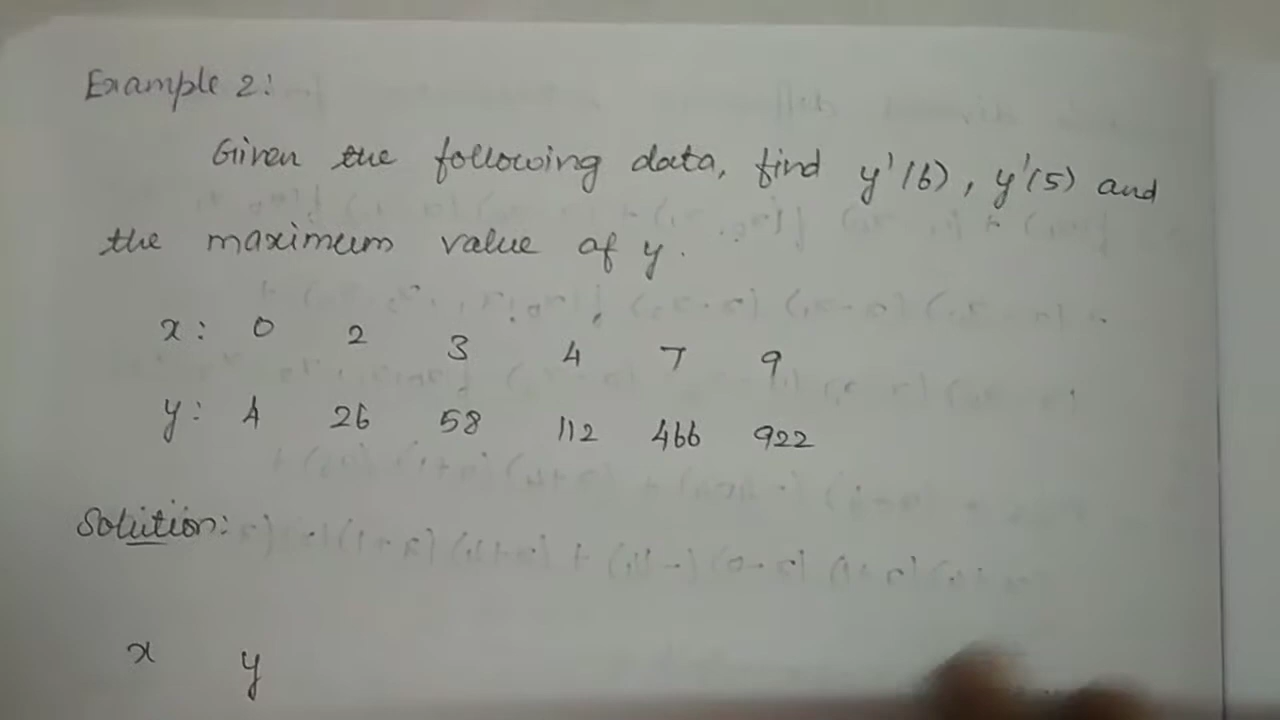 Example 2:
Given the following data, find y'(6), y'(5) and
the maximum value of y.
x: 0 2 3 4 7 9
y: 4 26 58 112 466 922
Solution:
x y